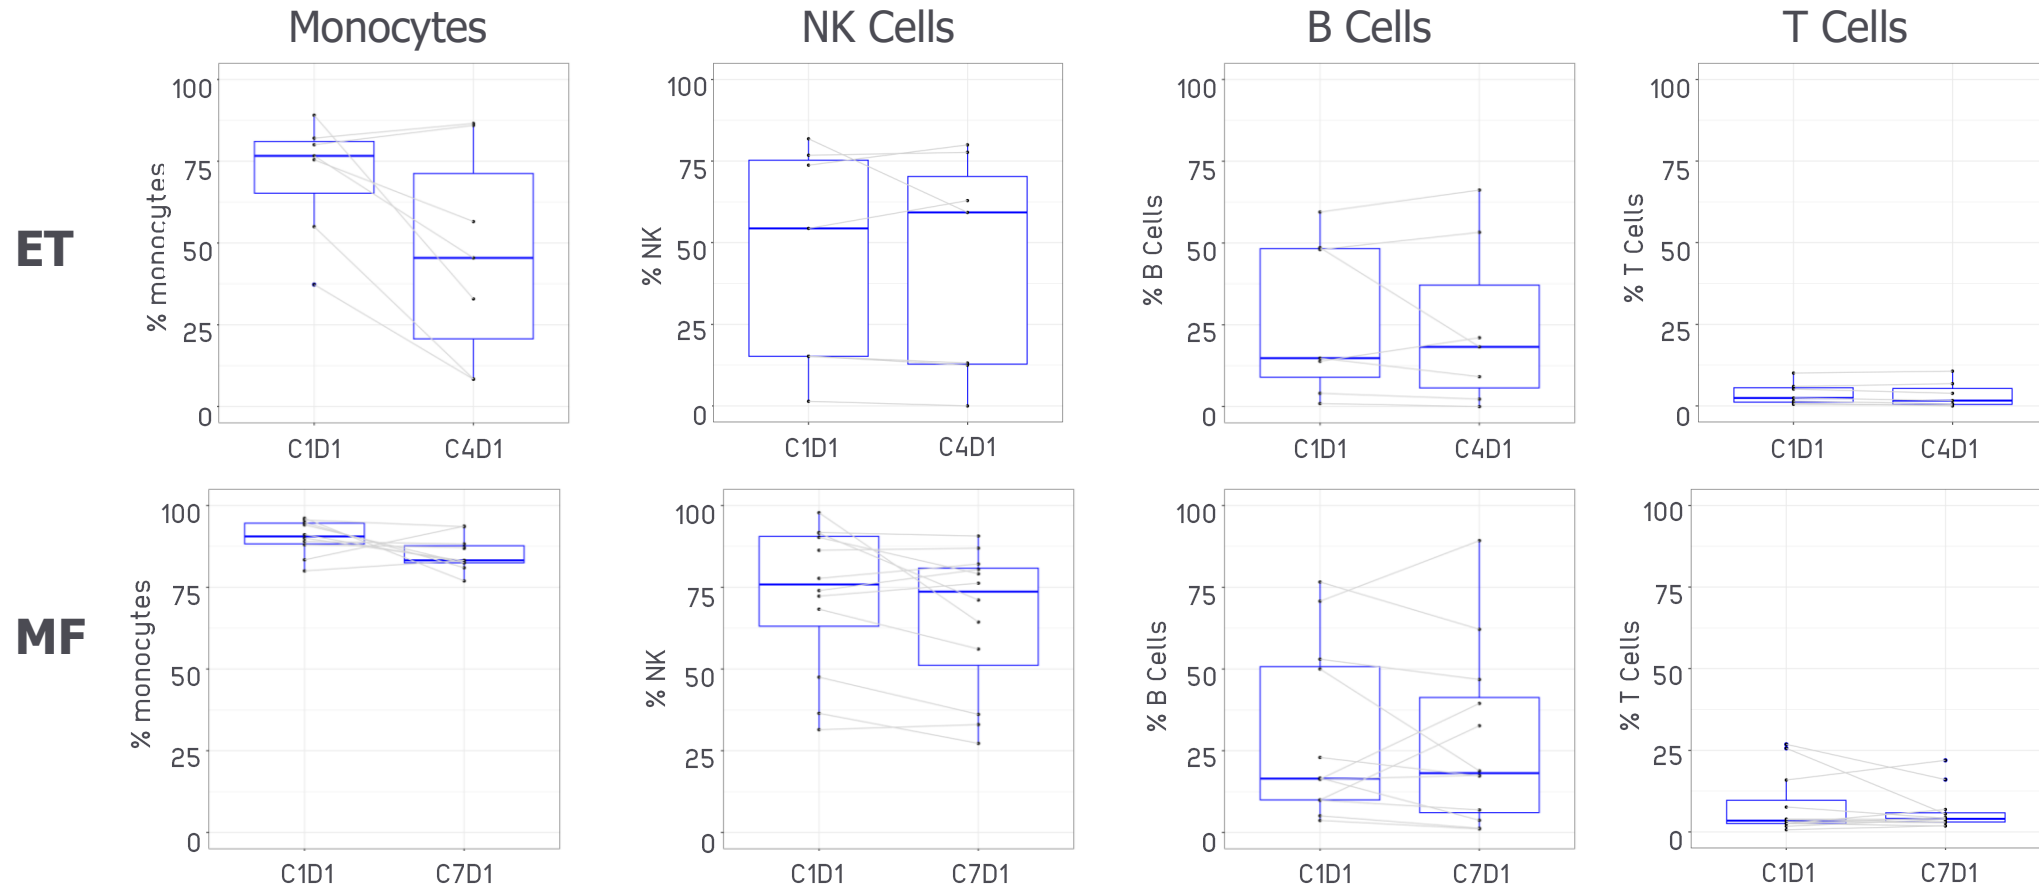 Monocytes NK Cells B Cells T Cells
ET
% monocytes
100
75
50
25
0
C1D1 C4D1
% NK
100
75
50
25
0
C1D1 C4D1
% B Cells
100
75
50
25
0
C1D1 C4D1
% T Cells
100
75
50
25
0
C1D1 C4D1
MF
% monocytes
100
75
50
25
0
C1D1 C7D1
% NK
100
75
50
25
0
C1D1 C7D1
% B Cells
100
75
50
25
0
C1D1 C7D1
% T Cells
100
75
50
25
0
C1D1 C7D1